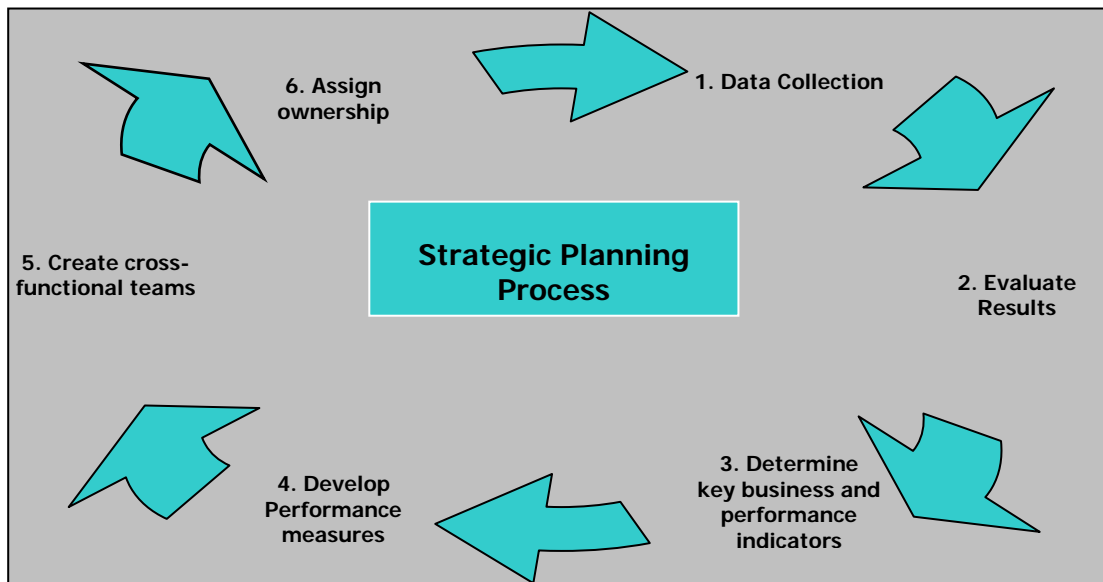 Strategic Planning
Process
1. Data Collection
2. Evaluate
Results
3. Determine
key business and
performance
indicators
4. Develop
Performance
measures
5. Create cross-
functional teams
6. Assign
ownership